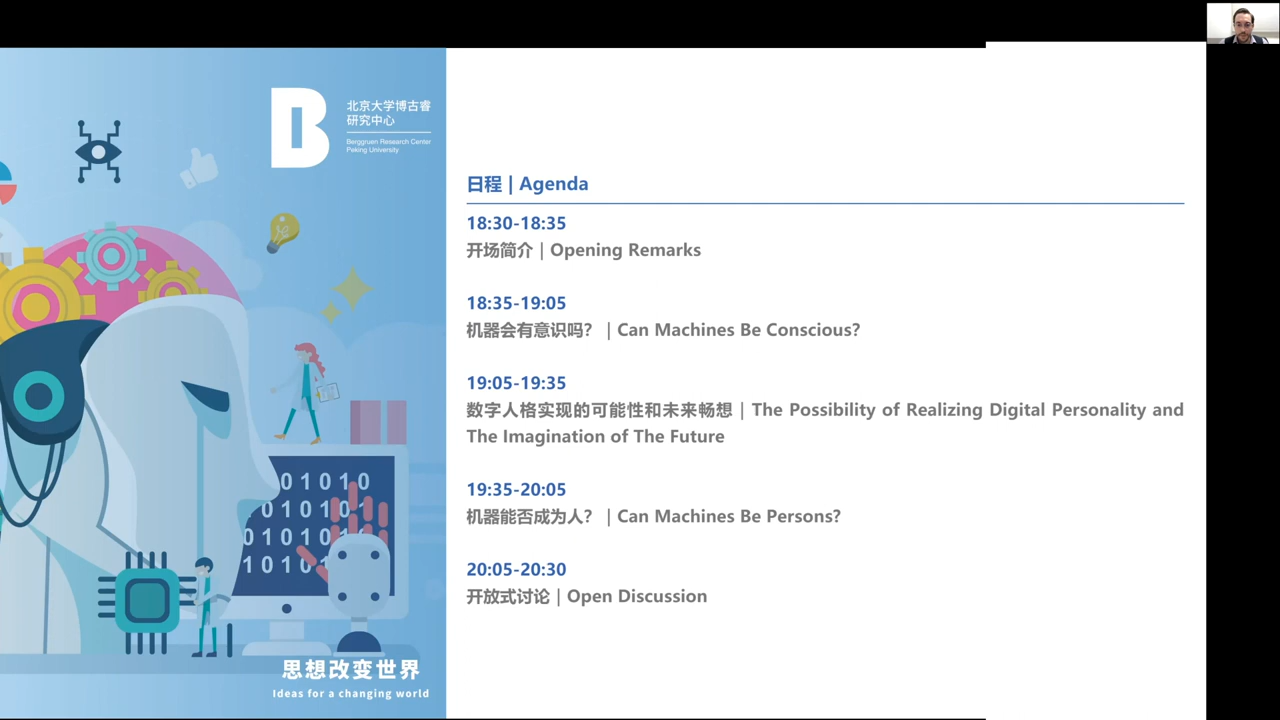 北京大学博古睿
研究中心
Berggruen Research Center
Peking University
日程 | Agenda
18:30-18:35
开场简介 | Opening Remarks
18:35-19:05
机器会有意识吗? | Can Machines Be Conscious?
19:05-19:35
数字人格实现的可能性和未来畅想 | The Possibility of Realizing Digital Personality and
The Imagination of The Future
19:35-20:05
机器能否成为人? | Can Machines Be Persons?
20:05-20:30
开放式讨论 | Open Discussion
01010
01010
01010
1010
思想改变世界
Ideas for a changing world